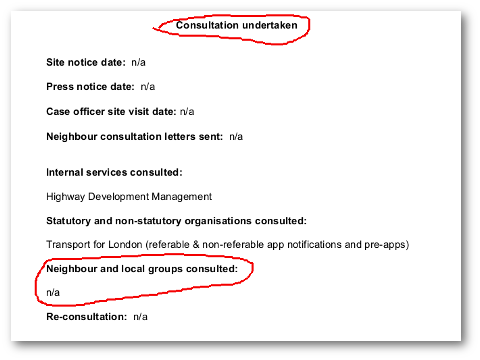 Consultation undertaken
Site notice date: n/a
Press notice date: n/a
Case officer site visit date: n/a
Neighbour consultation letters sent: n/a
Internal services consulted:
Highway Development Management
Statutory and non-statutory organisations consulted:
Transport for London (referable & non-referable app notifications and pre-apps)
Neighbour and local groups consulted:
n/a
Re-consultation: n/a